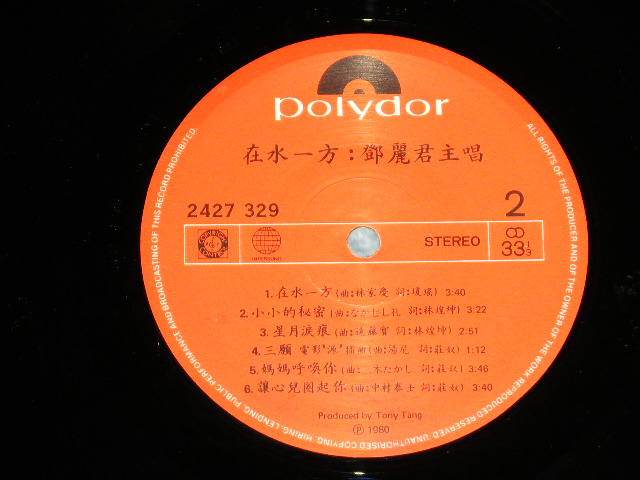 polydor
在水一方：鄧麗君主唱
2427 329
2
INTERSONG
STEREO
33 1/3
1. 在水一方(曲:林家慶 詞:瓊瑤) 3:40
2. 小小的秘密(曲:なかにし礼 詞:林煌坤) 3:22
3. 星月淚痕(曲:遠藤實 詞:林煌坤) 2:51
4. 三願 電影‘源’插曲(曲:湯尼 詞:莊奴) 1:12
5. 媽媽呼喚你(曲:三木たかし 詞:莊奴) 3:46
6. 讓心兒圈起你(曲:中村泰士 詞:莊奴) 3:40
Produced by Tony Tang
Ⓟ 1980
ALL RIGHTS OF THE PRODUCER AND OF THE OWNER OF THE WORK REPRODUCED RESERVED. UNAUTHORISED COPYING, HIRING, LENDING, PUBLIC PERFORMANCE AND BROADCASTING OF THIS RECORD PROHIBITED.